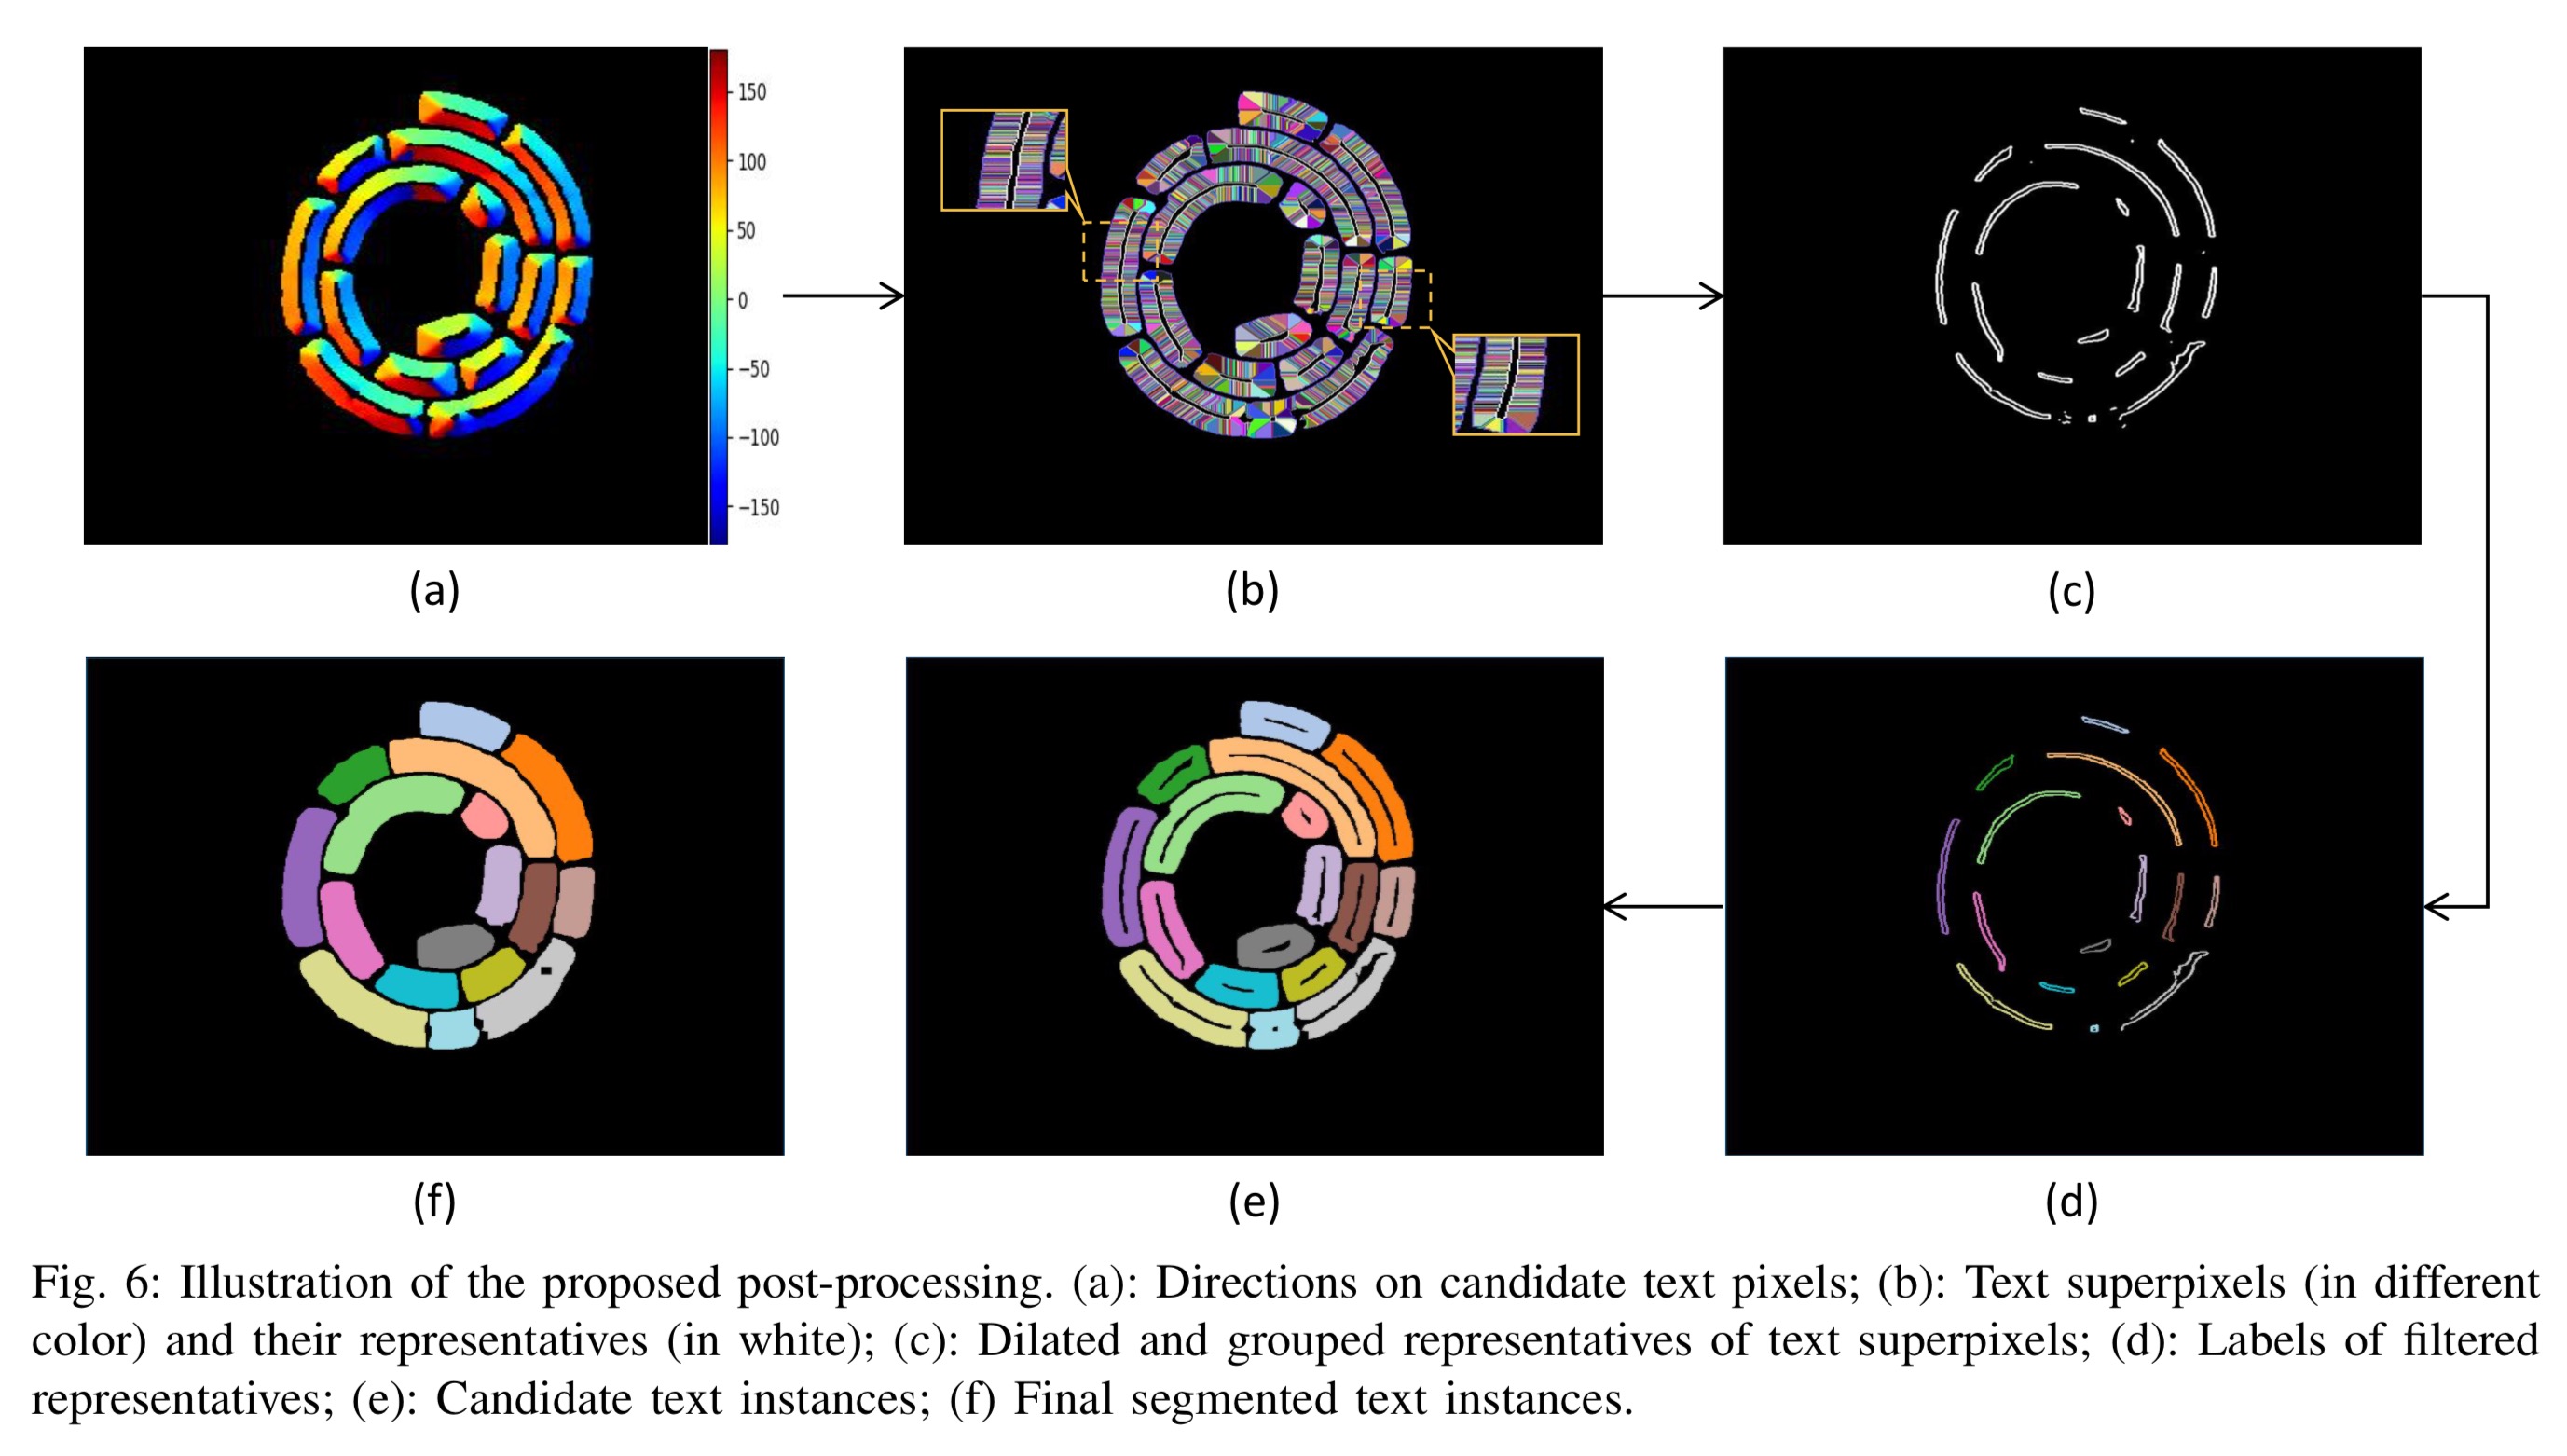 150
100
50
0
−50
−100
−150
(a)
(b)
(c)
(f)
(e)
(d)
Fig. 6: Illustration of the proposed post-processing. (a): Directions on candidate text pixels; (b): Text superpixels (in different
color) and their representatives (in white); (c): Dilated and grouped representatives of text superpixels; (d): Labels of filtered
representatives; (e): Candidate text instances; (f) Final segmented text instances.